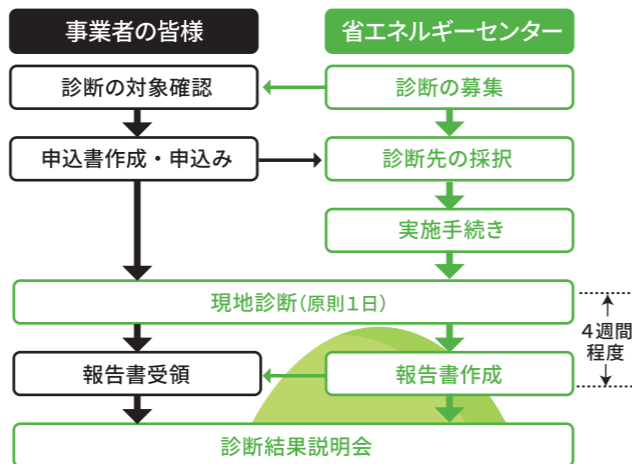 事業者の皆様
省エネルギーセンター
診断の対象確認
診断の募集
申込書作成・申込み
診断先の採択
実施手続き
現地診断(原則1日)
4週間
程度
報告書受領
報告書作成
診断結果説明会